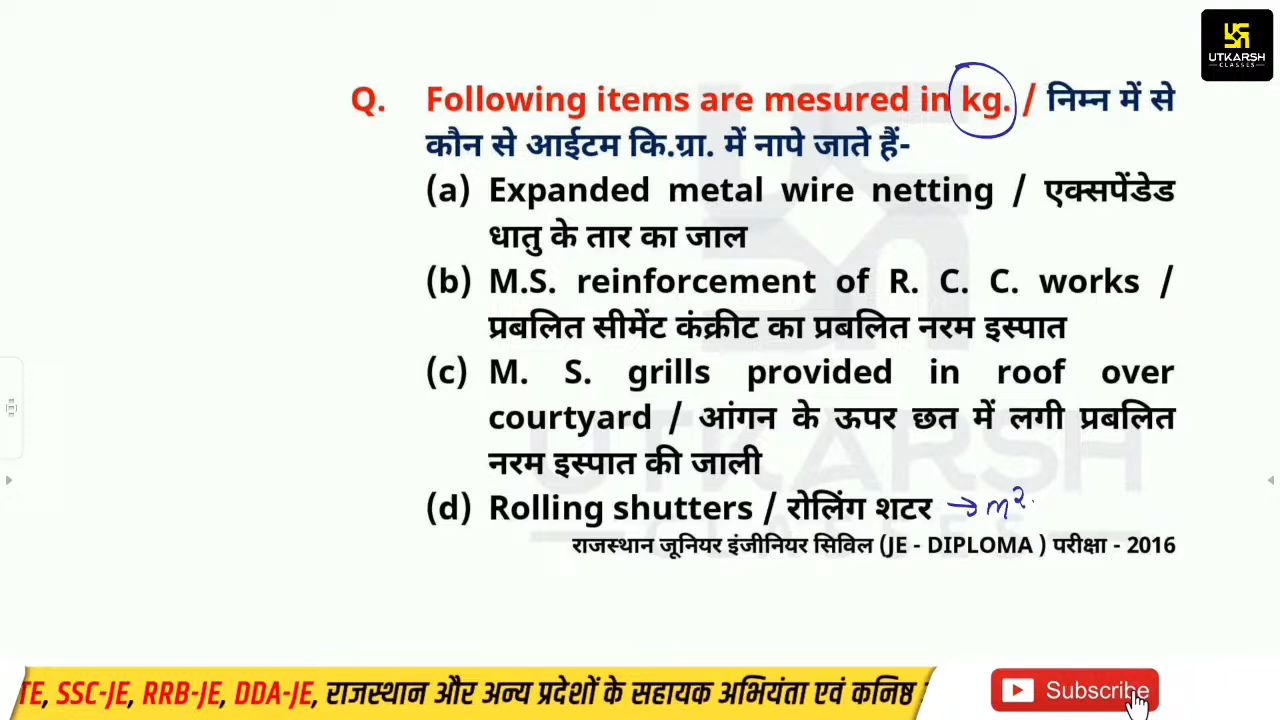 UTKARSH
CLASSES
Q. Following items are mesured in kg. / निम्न में से
कौन से आईटम कि.ग्रा. में नापे जाते हैं-
(a) Expanded metal wire netting / एक्सपेंडेड
धातु के तार का जाल
(b) M.S. reinforcement of R. C. C. works /
प्रबलित सीमेंट कंक्रीट का प्रबलित नरम इस्पात
(c) M. S. grills provided in roof over
courtyard / आंगन के ऊपर छत में लगी प्रबलित
नरम इस्पात की जाली
(d) Rolling shutters / रोलिंग शटर → m².
राजस्थान जूनियर इंजीनियर सिविल (JE - DIPLOMA ) परीक्षा - 2016
UTKARSH
CLASSES
TE, SSC-JE, RRB-JE, DDA-JE, राजस्थान और अन्य प्रदेशों के सहायक अभियंता एवं कनिष्ठ
Subscribe